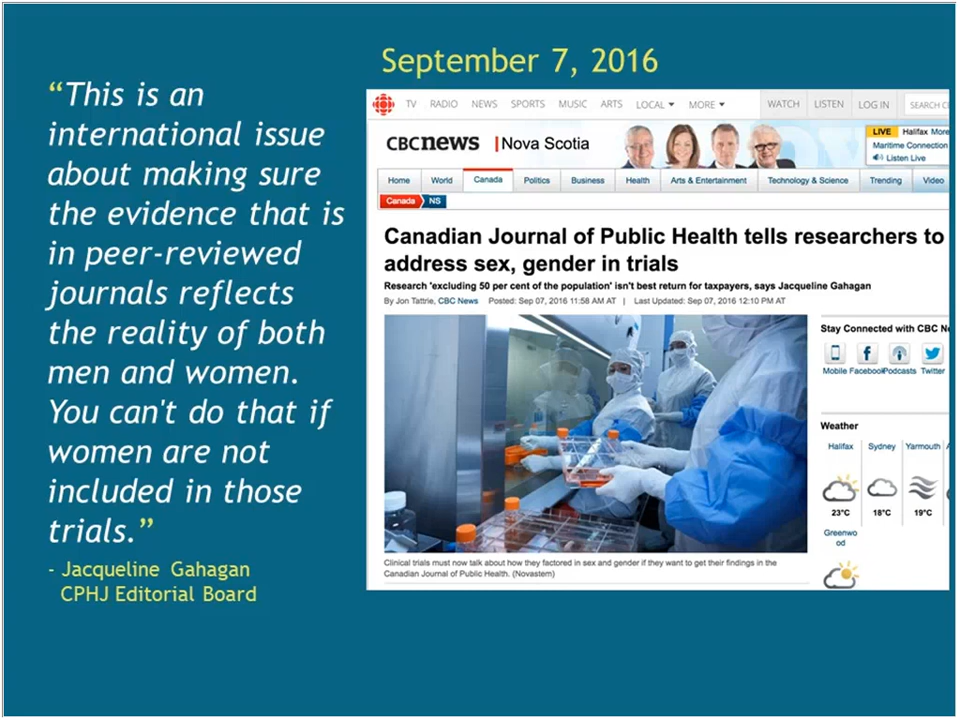 September 7, 2016
“This is an
international issue
about making sure
the evidence that is
in peer-reviewed
journals reflects
the reality of both
men and women.
You can't do that if
women are not
included in those
trials.”
- Jacqueline Gahagan
CPHJ Editorial Board
TV RADIO NEWS SPORTS MUSIC ARTS LOCAL MORE WATCH LISTEN LOG IN SEARCH
CBCnews | Nova Scotia
LIVE Halifax More
Maritime Connection
Listen Live
Home World Canada Politics Business Health Arts & Entertainment Technology & Science Trending Video
Canada NS
Canadian Journal of Public Health tells researchers to
address sex, gender in trials
Research 'excluding 50 per cent of the population' isn't best return for taxpayers, says Jacqueline Gahagan
By Jon Tattrie, CBC News Posted: Sep 07, 2016 11:58 AM AT | Last Updated: Sep 07, 2016 12:10 PM AT
Stay Connected with CBC
Mobile Facebook Podcasts Twitter
Weather
Halifax Sydney Yarmouth
23°C 18°C 19°C
Greenwo
od
Clinical trials must now talk about how they factored in sex and gender if they want to get their findings in the
Canadian Journal of Public Health. (Novastem)